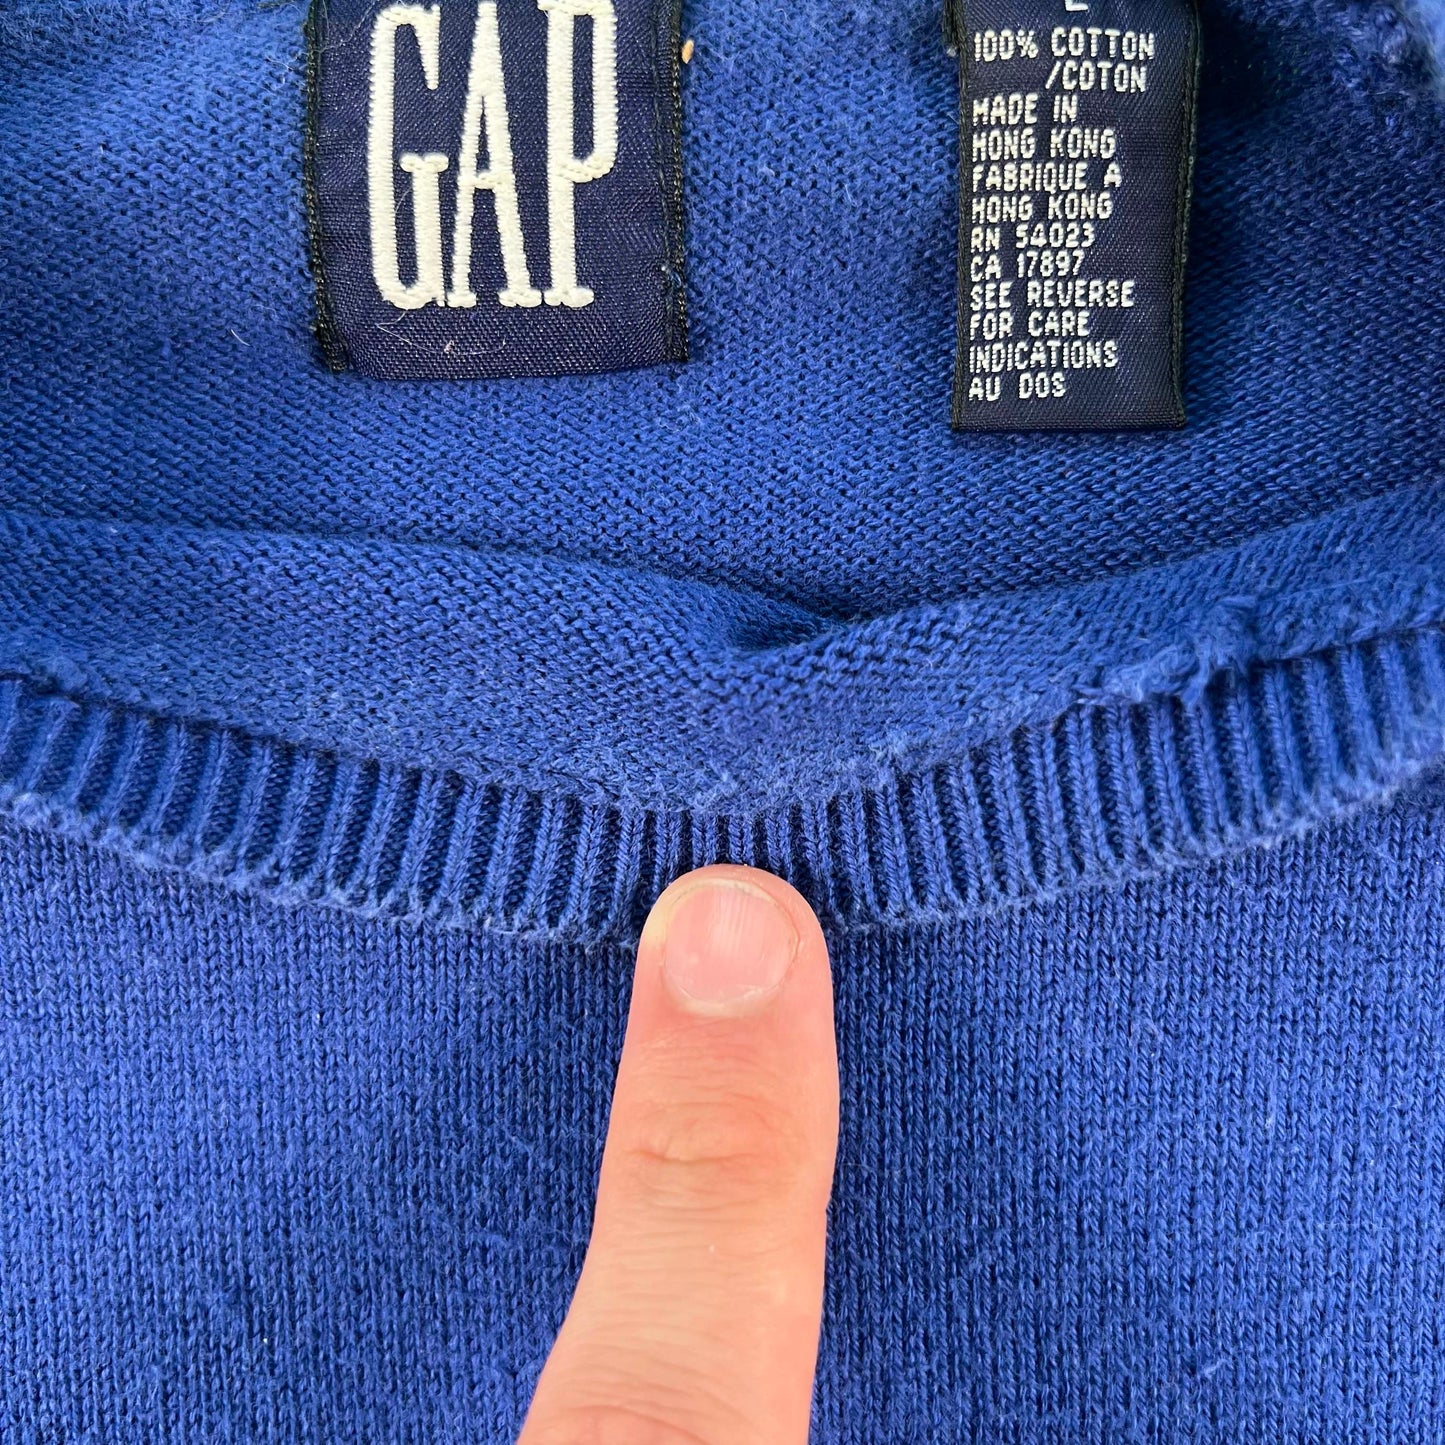 GAP
L
100% COTTON
/COTON
MADE IN
HONG KONG
FABRIQUE A
HONG KONG
RN 54023
CA 17897
SEE REVERSE
FOR CARE
INDICATIONS
AU DOS